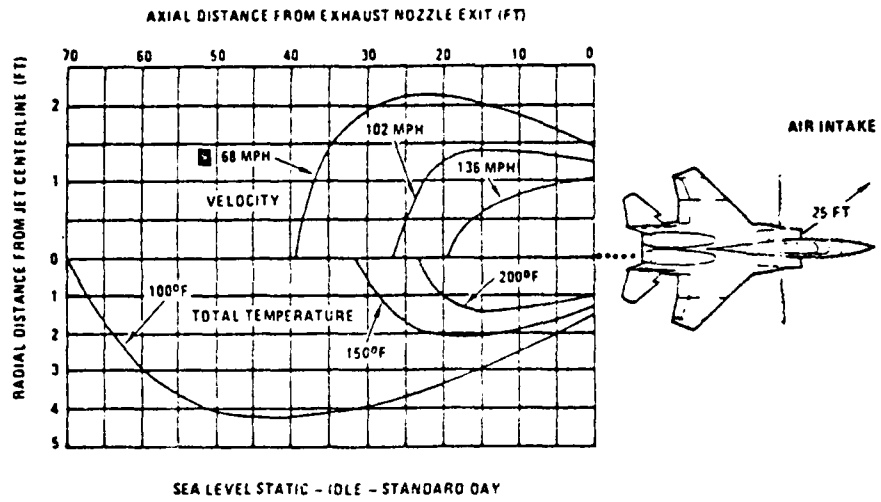 AXIAL DISTANCE FROM EXHAUST NOZZLE EXIT (FT)
70 60 50 40 30 20 10 0
RADIAL DISTANCE FROM JET CENTERLINE (FT)
2
1
0
1
2
3
4
5
68 MPH
102 MPH
136 MPH
VELOCITY
100°F
TOTAL TEMPERATURE
150°F
200°F
AIR INTAKE
25 FT
SEA LEVEL STATIC - IDLE - STANDARD DAY